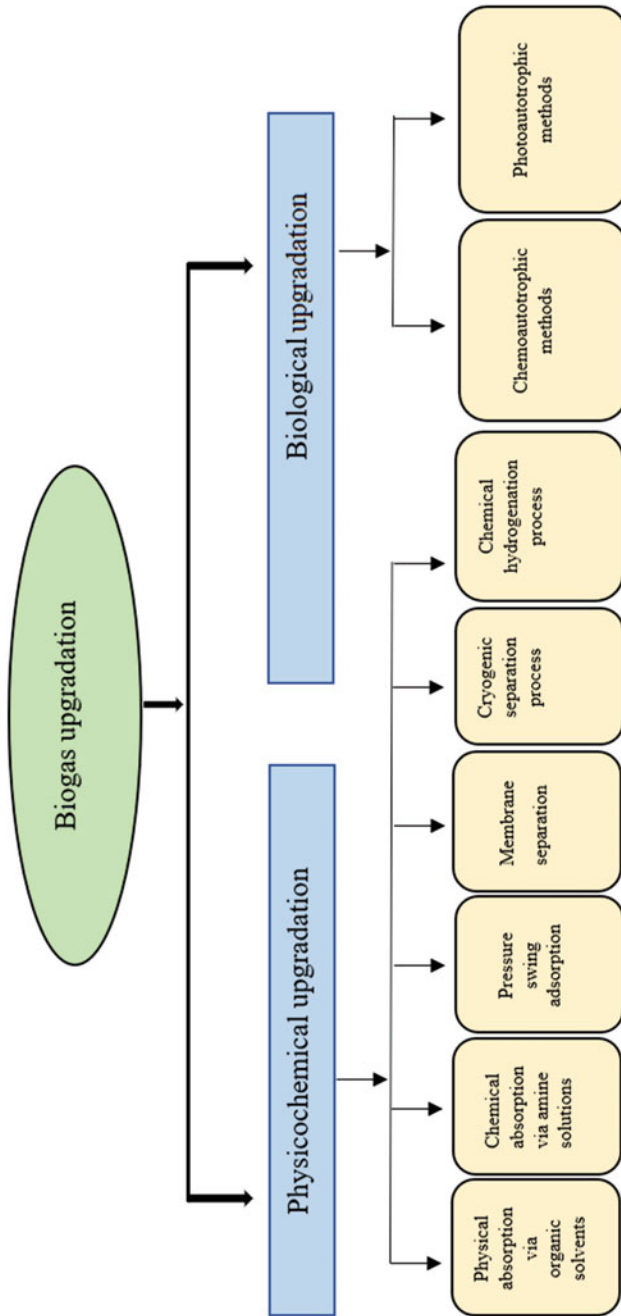 Biogas upgradation
Physicochemical upgradation
Biological upgradation
Physical
absorption
via
organic
solvents
Chemical
absorption
via amine
solutions
Pressure
swing
adsorption
Membrane
separation
Cryogenic
separation
process
Chemical
hydrogenation
process
Chemoautotrophic
methods
Photoautotrophic
methods